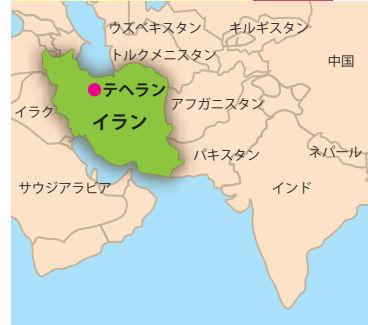 ウズベキスタン
キルギスタン
トルクメニスタン
中国
テヘラン
アフガニスタン
イラク
イラン
パキスタン
ネパール
サウジアラビア
インド